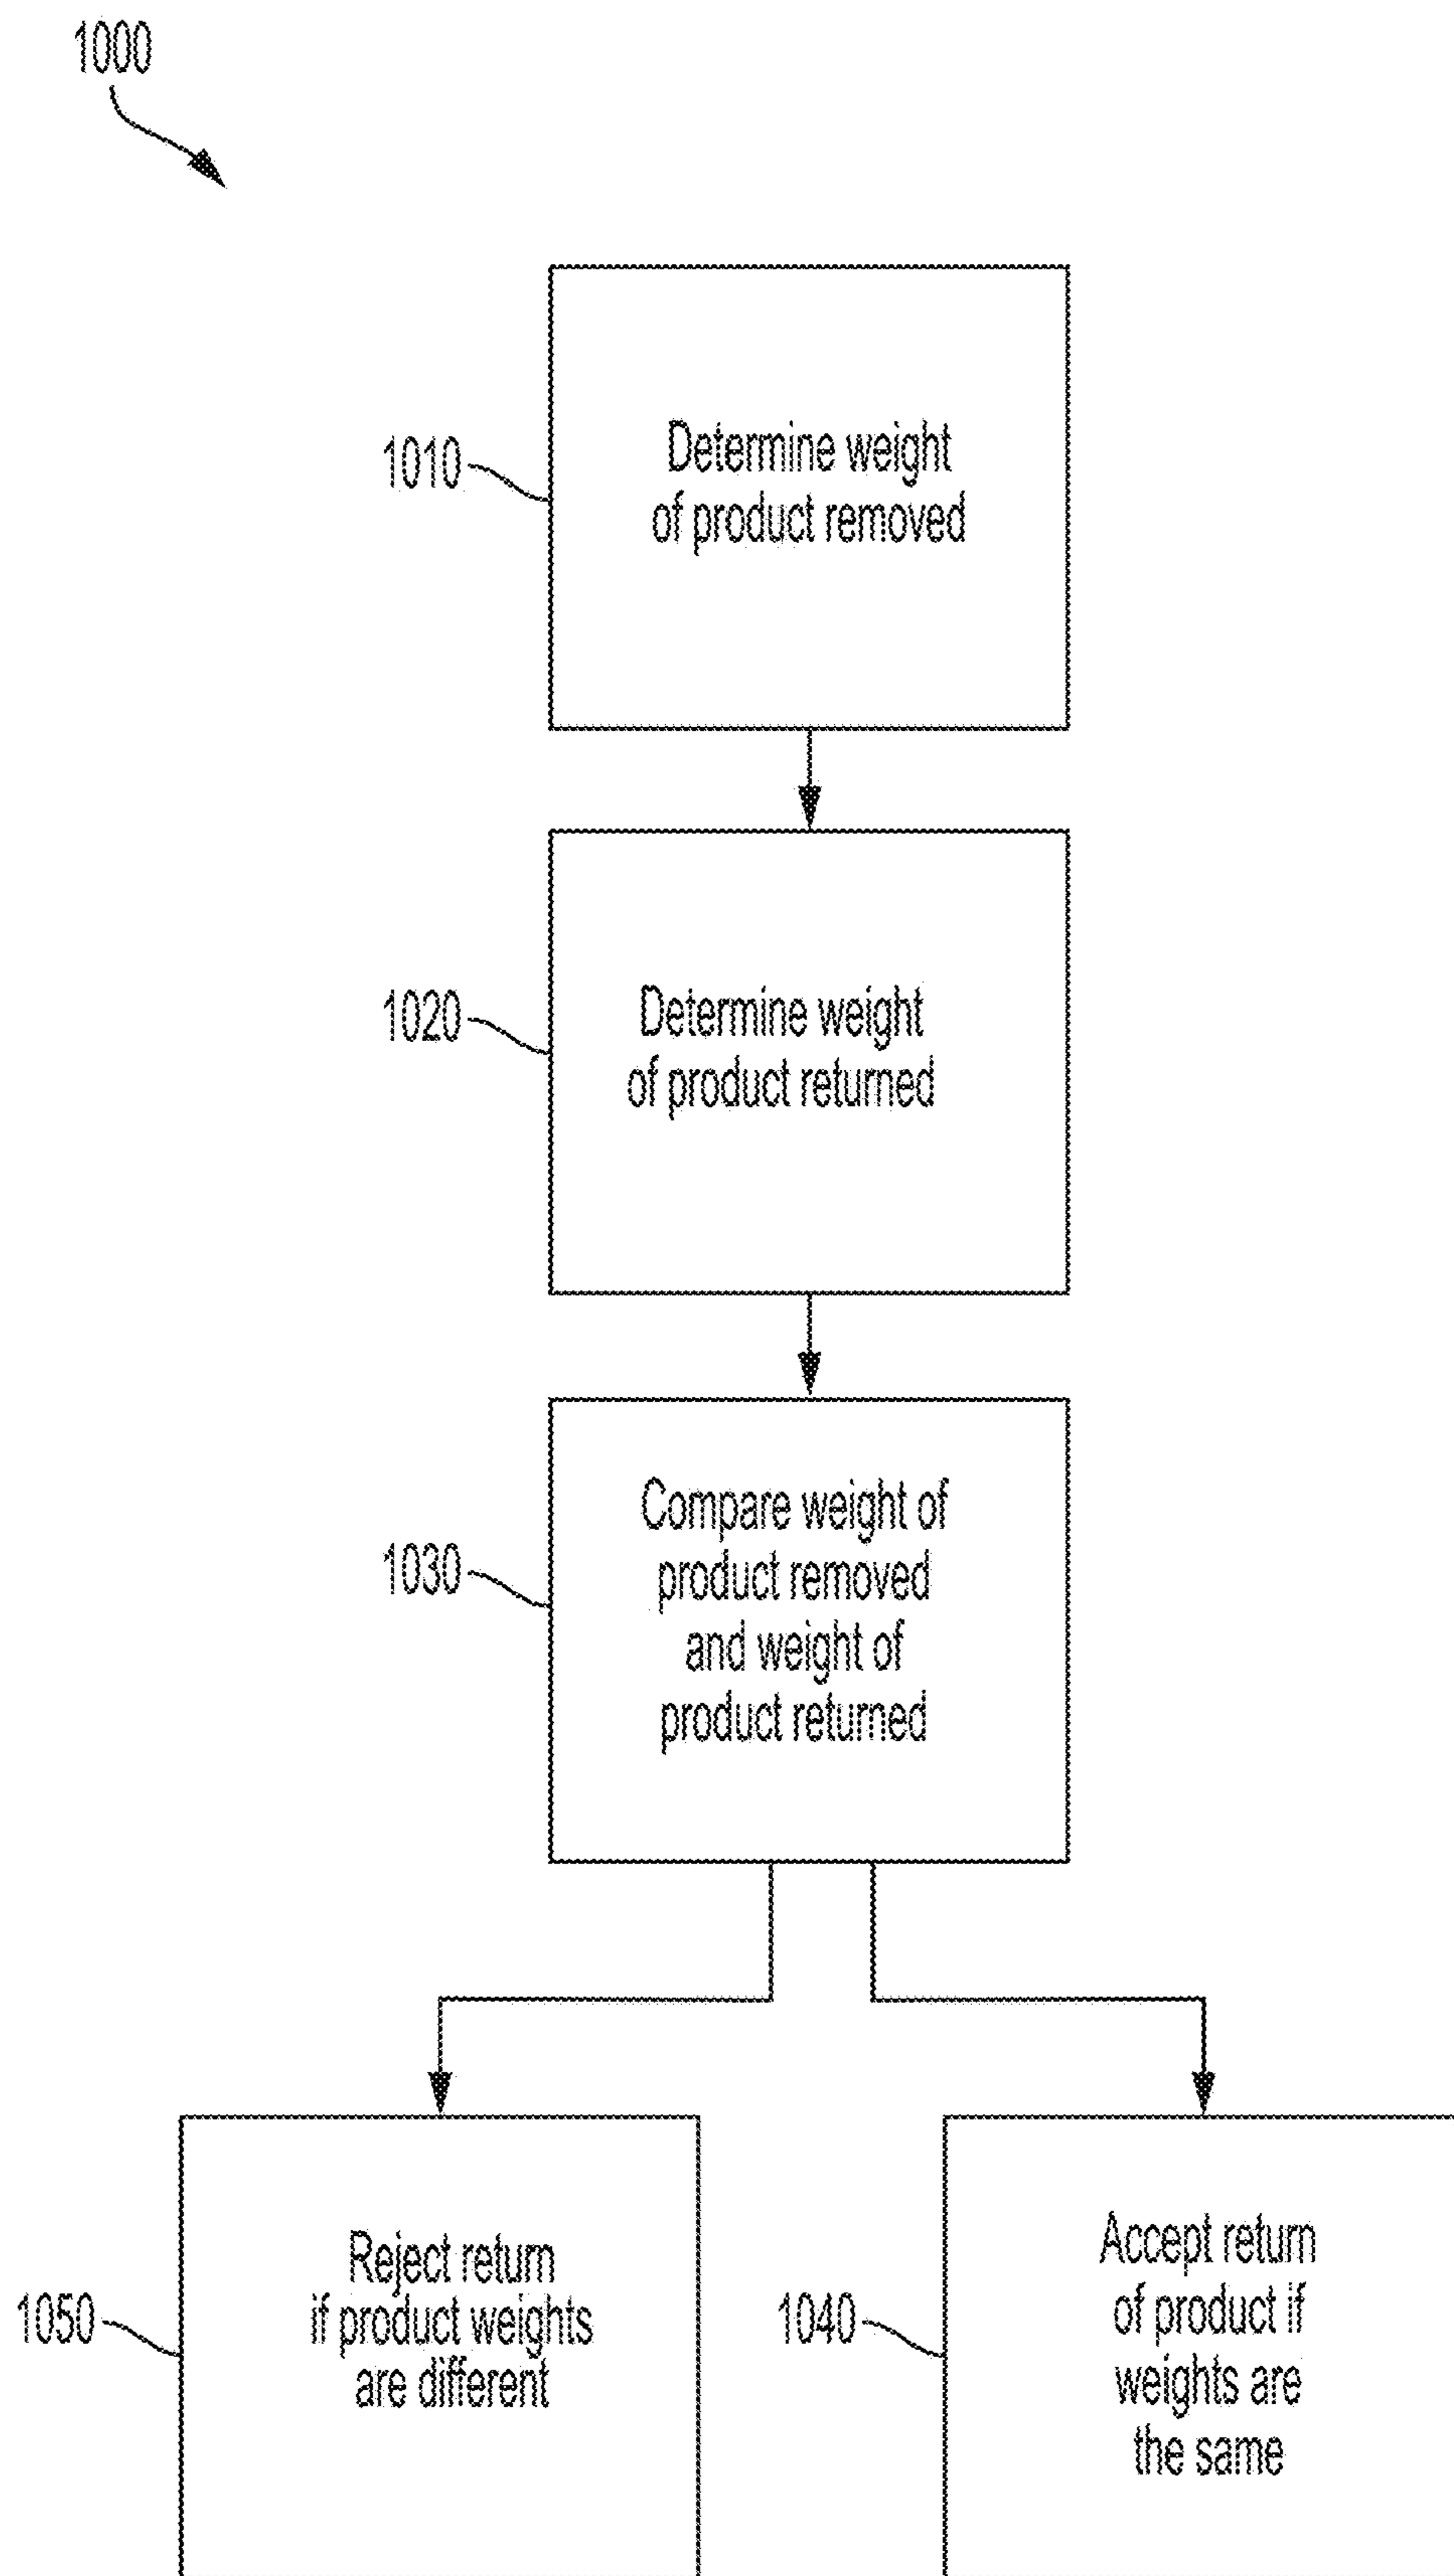 1000
1010
Determine weight
of product removed
1020
Determine weight
of product returned
1030
Compare weight of
product removed
and weight of
product returned
1050
Reject return
if product weights
are different
1040
Accept return
of product if
weights are
the same